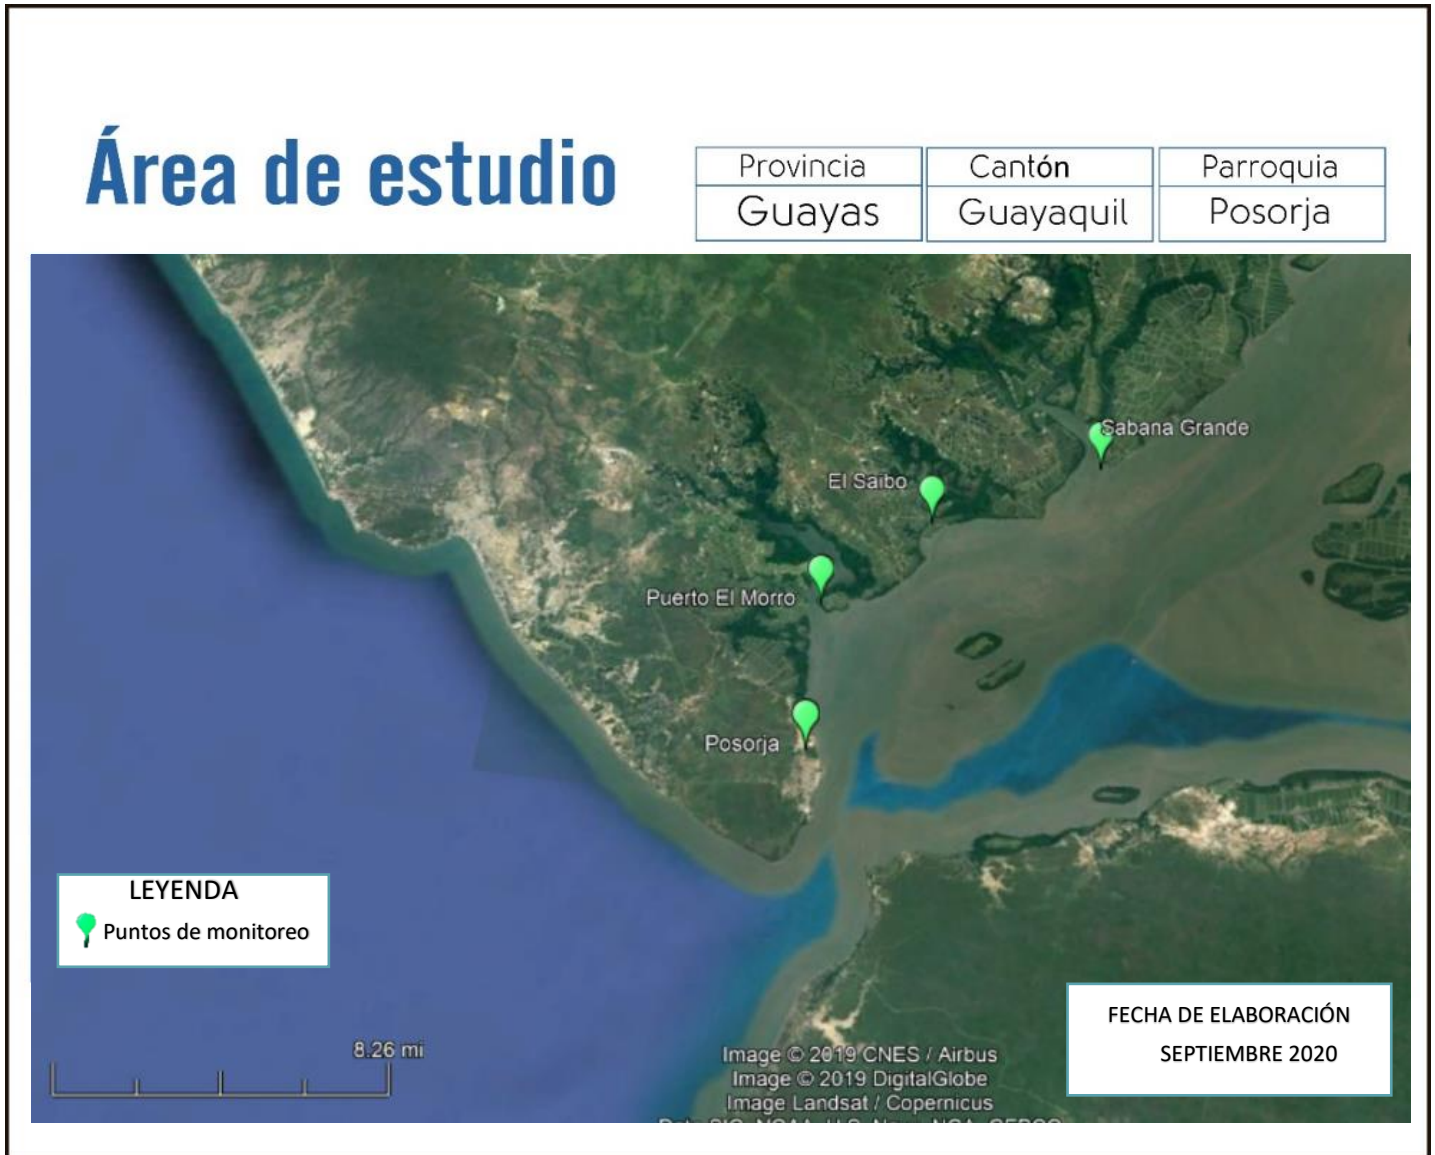 Área de estudio
Provincia
Cantón
Parroquia
Guayas
Guayaquil
Posorja
Sabana Grande
El Saibo
Puerto El Morro
Posorja
LEYENDA
Puntos de monitoreo
8.26 mi
FECHA DE ELABORACIÓN
SEPTIEMBRE 2020
Image © 2019 CNES / Airbus
Image © 2019 DigitalGlobe
Image Landsat / Copernicus